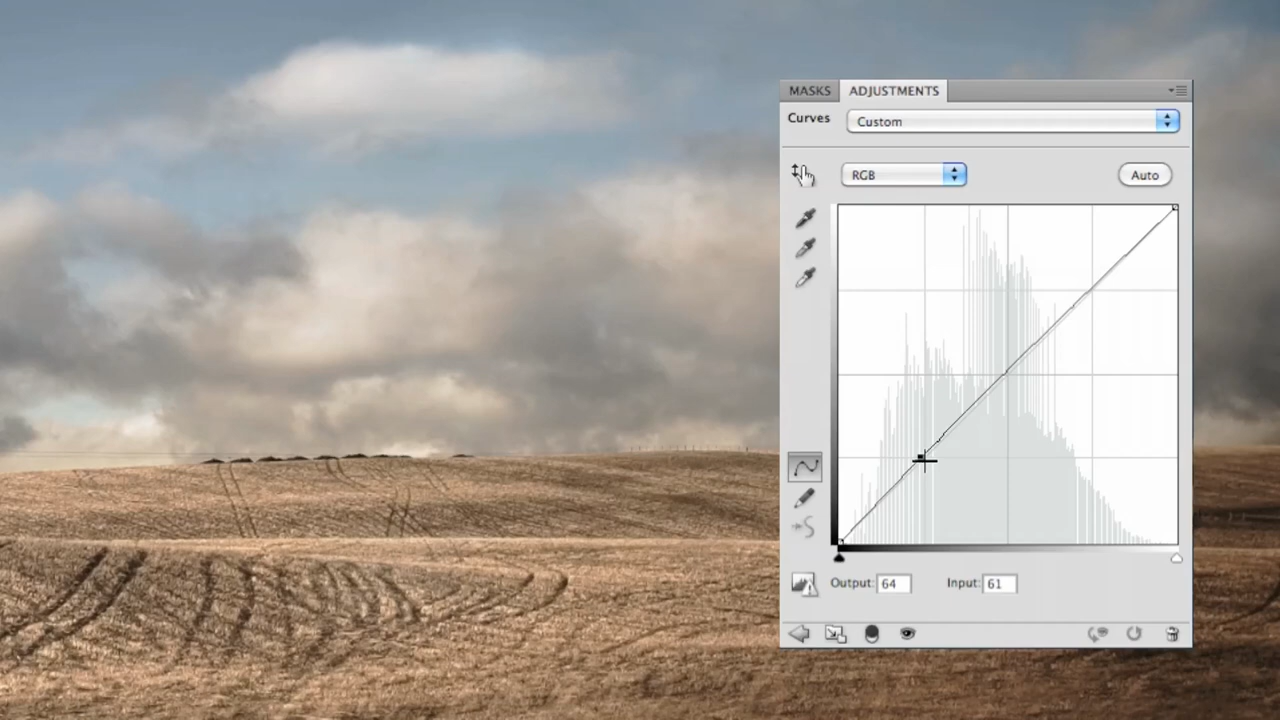 MASKS ADJUSTMENTS
Curves Custom
RGB Auto
Output: 64 Input: 61